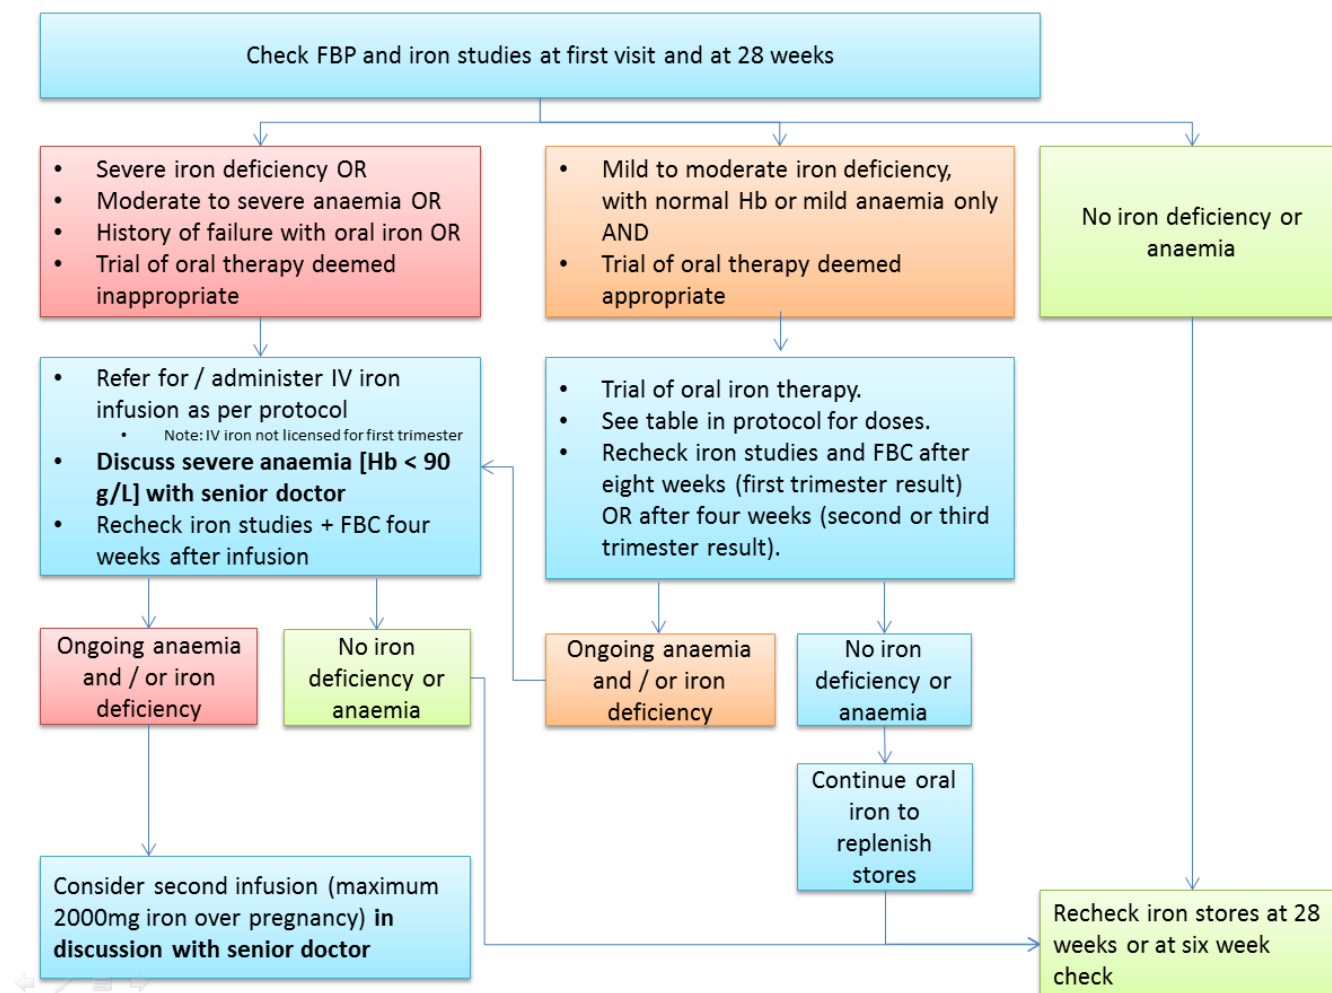 Check FBP and iron studies at first visit and at 28 weeks
• Severe iron deficiency OR
• Moderate to severe anaemia OR
• History of failure with oral iron OR
• Trial of oral therapy deemed
inappropriate
• Mild to moderate iron deficiency,
with normal Hb or mild anaemia only
AND
• Trial of oral therapy deemed
appropriate
No iron deficiency or
anaemia
• Refer for / administer IV iron
infusion as per protocol
• Note: IV iron not licensed for first trimester
• Discuss severe anaemia [Hb < 90
g/L] with senior doctor
• Recheck iron studies + FBC four
weeks after infusion
• Trial of oral iron therapy.
• See table in protocol for doses.
• Recheck iron studies and FBC after
eight weeks (first trimester result)
OR after four weeks (second or third
trimester result).
Ongoing anaemia
and / or iron
deficiency
No iron
deficiency or
anaemia
Ongoing anaemia
and / or iron
deficiency
No iron
deficiency or
anaemia
Continue oral
iron to
replenish
stores
Consider second infusion (maximum
2000mg iron over pregnancy) in
discussion with senior doctor
Recheck iron stores at 28
weeks or at six week
check